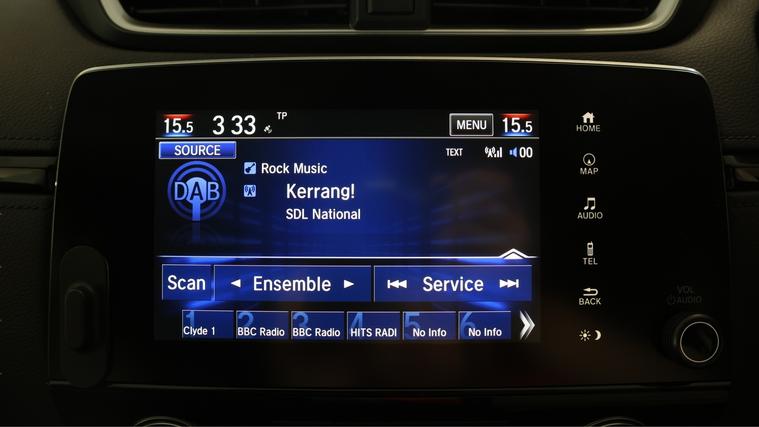 15.5 3 33 TP MENU 15.5
SOURCE TEXT 00
DAB
Rock Music
Kerrang!
SDL National
Scan Ensemble Service
1 Clyde 1 2 BBC Radio 3 BBC Radio 4 HITS RADI 5 No Info 6 No Info
HOME
MAP
AUDIO
TEL
BACK
VOL
AUDIO